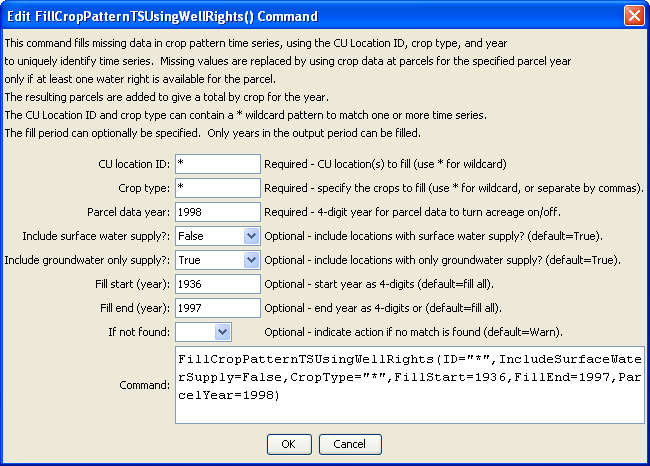 Edit FillCropPatternTSUsingWellRights() Command
This command fills missing data in crop pattern time series, using the CU Location ID, crop type, and year
to uniquely identify time series.  Missing values are replaced by using crop data at parcels for the specified parcel year
only if at least one water right is available for the parcel.
The resulting parcels are added to give a total by crop for the year.
The CU Location ID and crop type can contain a * wildcard pattern to match one or more time series.
The fill period can optionally be specified.  Only years in the output period can be filled.
CU location ID: * Required - CU location(s) to fill (use * for wildcard)
Crop type: * Required - specify the crops to fill (use * for wildcard, or separate by commas).
Parcel data year: 1998 Required - 4-digit year for parcel data to turn acreage on/off.
Include surface water supply?: False Optional - include locations with surface water supply? (default=True).
Include groundwater only supply?: True Optional - include locations with only groundwater supply? (default=True).
Fill start (year): 1936 Optional - start year as 4-digits (default=fill all).
Fill end (year): 1997 Optional - end year as 4-digits or (default=fill all).
If not found: Optional - indicate action if no match is found (default=Warn).
Command: FillCropPatternTSUsingWellRights(ID="*",IncludeSurfaceWate
rSupply=False,CropType="*",FillStart=1936,FillEnd=1997,Par
celYear=1998)
OK Cancel